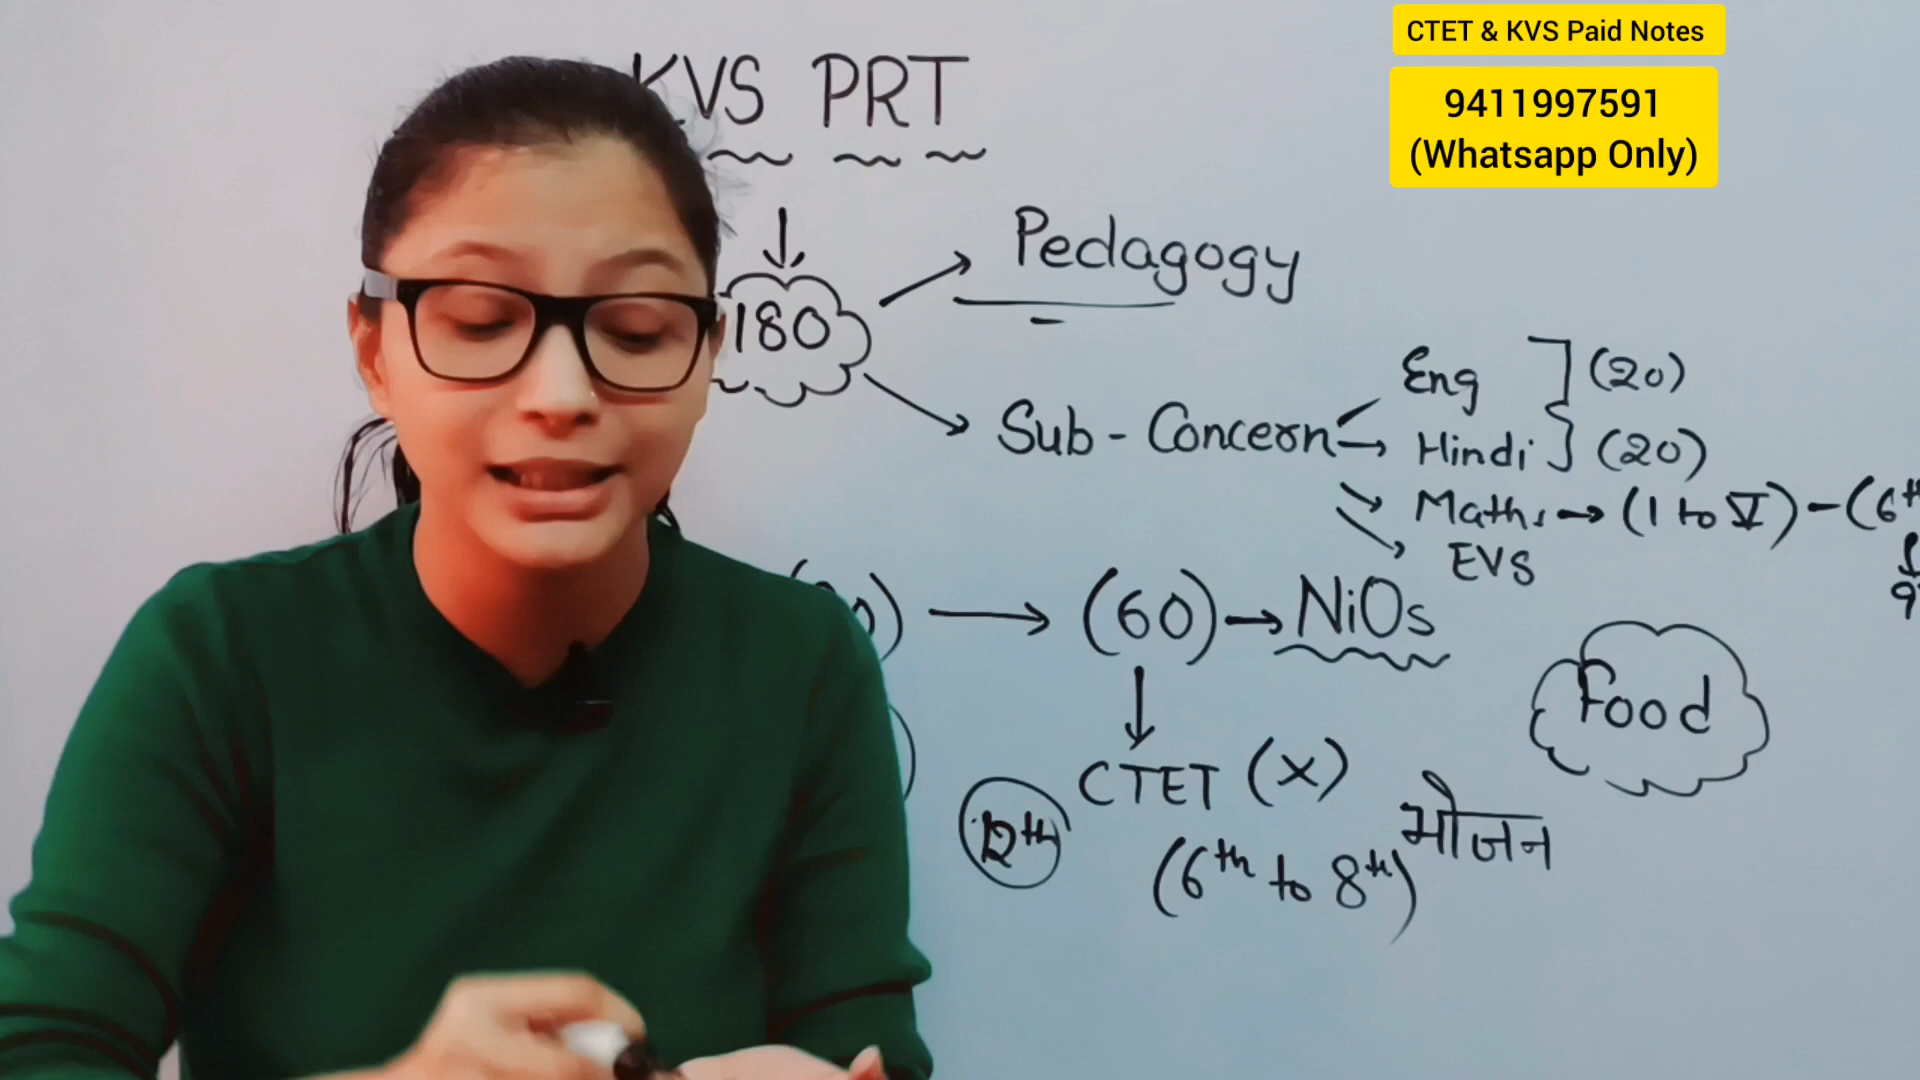 CTET & KVS Paid Notes
9411997591
(Whatsapp Only)
KVS PRT
180
Pedagogy
Sub-Concern
Eng (20)
Hindi (20)
Maths → (1 to V) - (6th
EVS
(60) → NiOs
Food
CTET (x)
12th
भोजन
(6th to 8th)